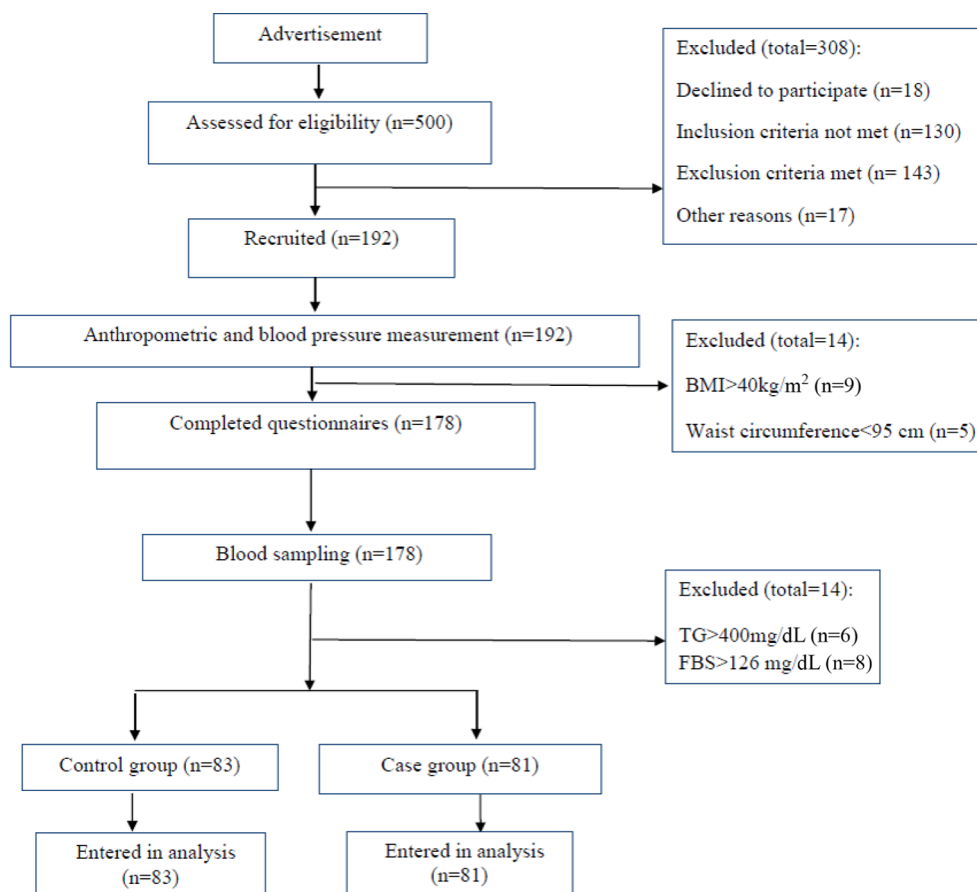 Advertisement
Assessed for eligibility (n=500)
Excluded (total=308):
Declined to participate (n=18)
Inclusion criteria not met (n=130)
Exclusion criteria met (n= 143)
Other reasons (n=17)
Recruited (n=192)
Anthropometric and blood pressure measurement (n=192)
Excluded (total=14):
BMI>40kg/m² (n=9)
Waist circumference<95 cm (n=5)
Completed questionnaires (n=178)
Blood sampling (n=178)
Excluded (total=14):
TG>400mg/dL (n=6)
FBS>126 mg/dL (n=8)
Control group (n=83)
Case group (n=81)
Entered in analysis
(n=83)
Entered in analysis
(n=81)